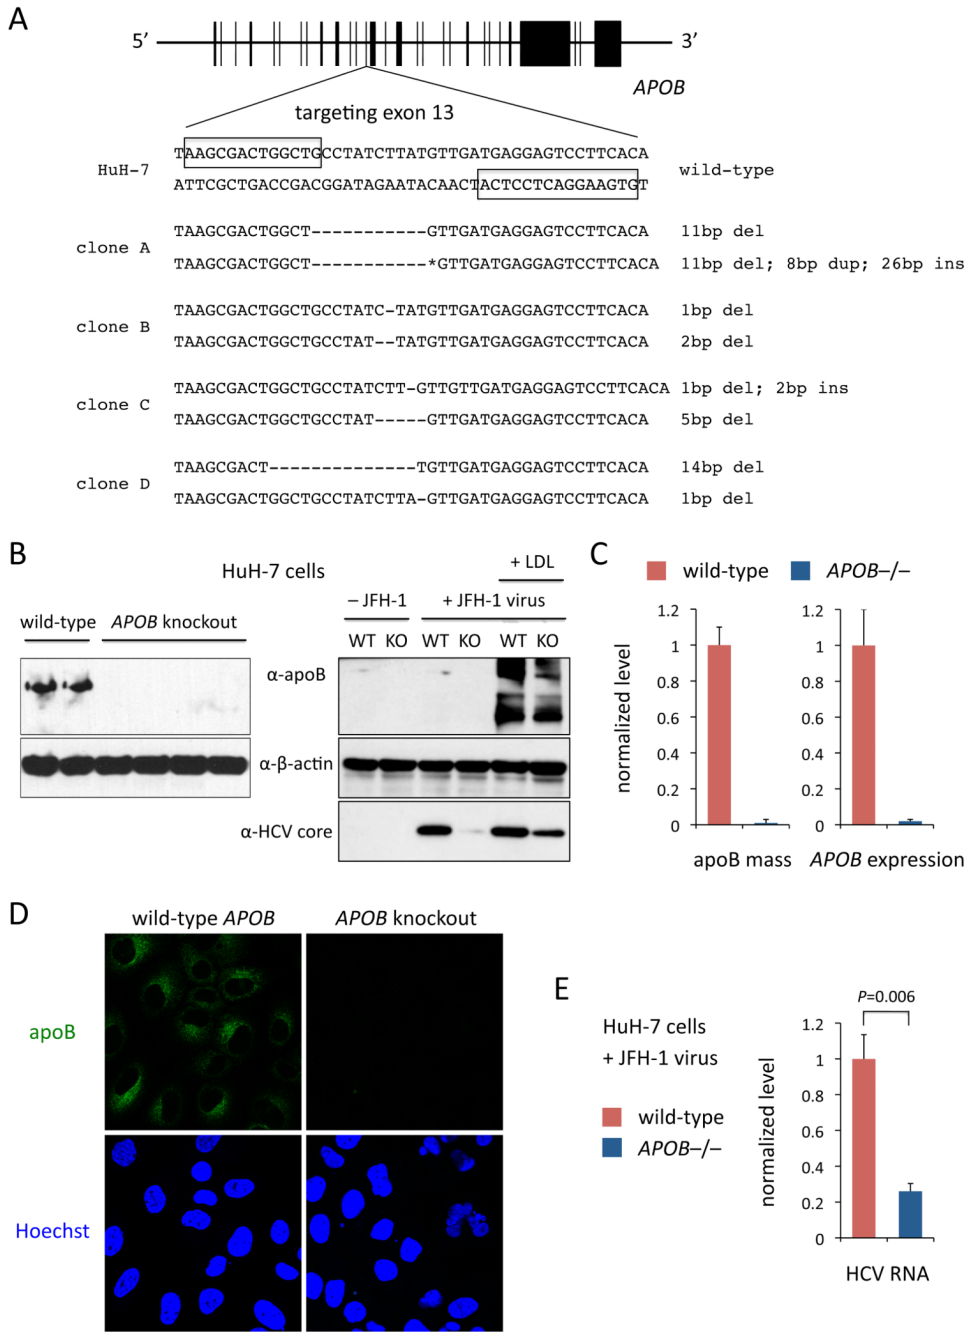 A
5’ 3’
APOB
targeting exon 13
HuH-7
TAAGCGACTGGCTGCCTATCTTATGTTGATGAGGAGTCCTTCACA
ATTCGCTGACCGACGGATAGAATACAACTACTCCTCAGGAAGTGT
wild-type
clone A
TAAGCGACTGGCT-----------GTTGATGAGGAGTCCTTCACA 11bp del
TAAGCGACTGGCT-----------*GTTGATGAGGAGTCCTTCACA 11bp del; 8bp dup; 26bp ins
clone B
TAAGCGACTGGCTGCCTATC-TATGTTGATGAGGAGTCCTTCACA 1bp del
TAAGCGACTGGCTGCCTAT--TATGTTGATGAGGAGTCCTTCACA 2bp del
clone C
TAAGCGACTGGCTGCCTATCTT-GTTGTTGATGAGGAGTCCTTCACA 1bp del; 2bp ins
TAAGCGACTGGCTGCCTAT-----GTTGATGAGGAGTCCTTCACA 5bp del
clone D
TAAGCGACT--------------TGTTGATGAGGAGTCCTTCACA 14bp del
TAAGCGACTGGCTGCCTATCTTA-GTTGATGAGGAGTCCTTCACA 1bp del
B
HuH-7 cells
+ LDL
– JFH-1 + JFH-1 virus
wild-type APOB knockout
WT KO WT KO WT KO
α-apoB
α-β-actin
α-HCV core
C
wild-type APOB–/–
normalized level
1.2
1
0.8
0.6
0.4
0.2
0
apoB mass
1.2
1
0.8
0.6
0.4
0.2
0
APOB expression
D
wild-type APOB APOB knockout
apoB
Hoechst
E
HuH-7 cells
+ JFH-1 virus
wild-type
APOB–/–
P=0.006
normalized level
1.2
1
0.8
0.6
0.4
0.2
0
HCV RNA